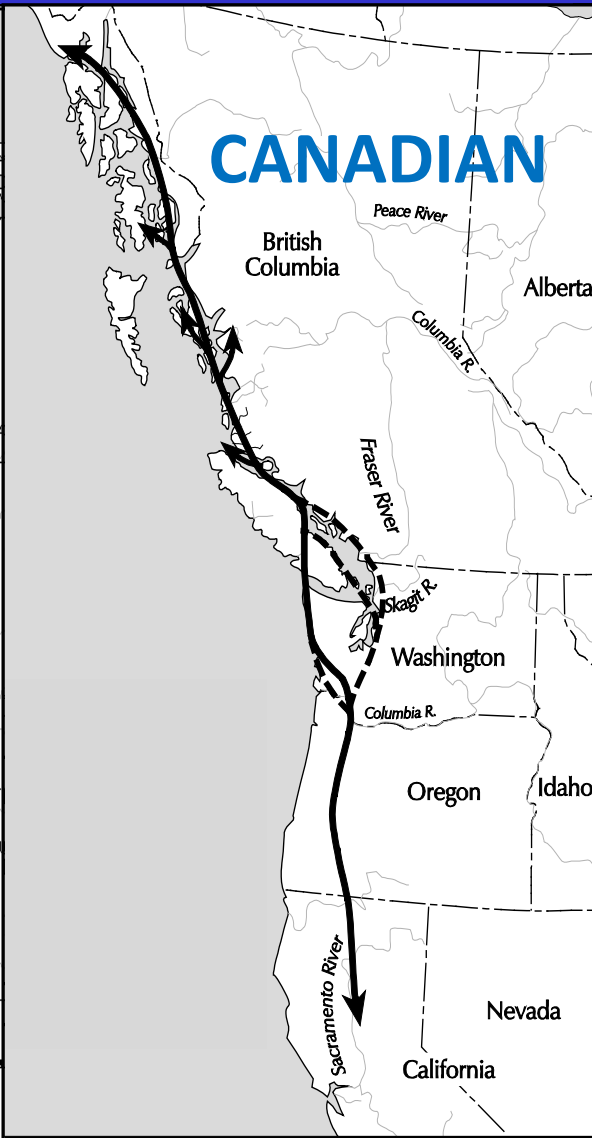 CANADIAN
Peace River
British
Columbia
Alberta
Columbia R.
Fraser River
Skagit R.
Washington
Columbia R.
Oregon
Idaho
Sacramento River
Nevada
California